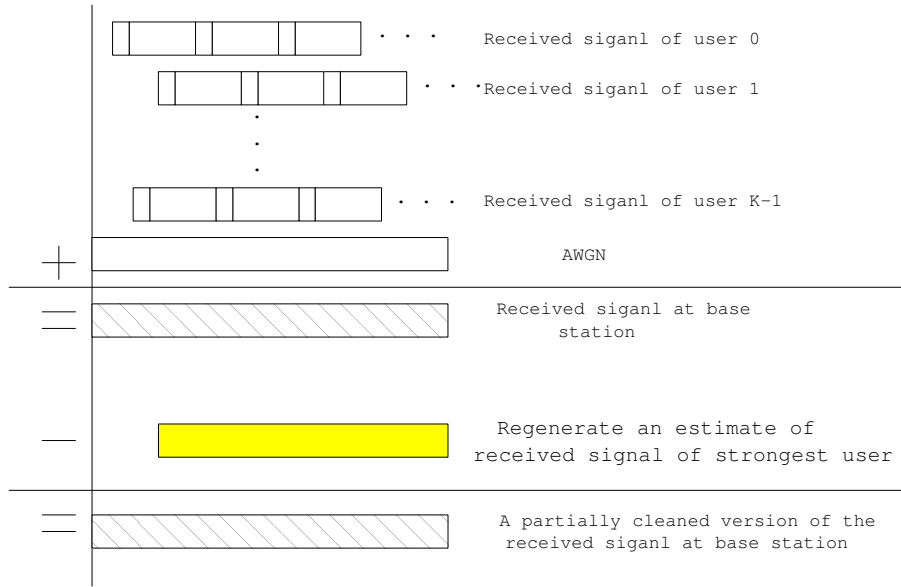 Received siganl of user 0
Received siganl of user 1
Received siganl of user K-1
AWGN
Received siganl at base
station
Regenerate an estimate of
received signal of strongest user
A partially cleaned version of the
received siganl at base station